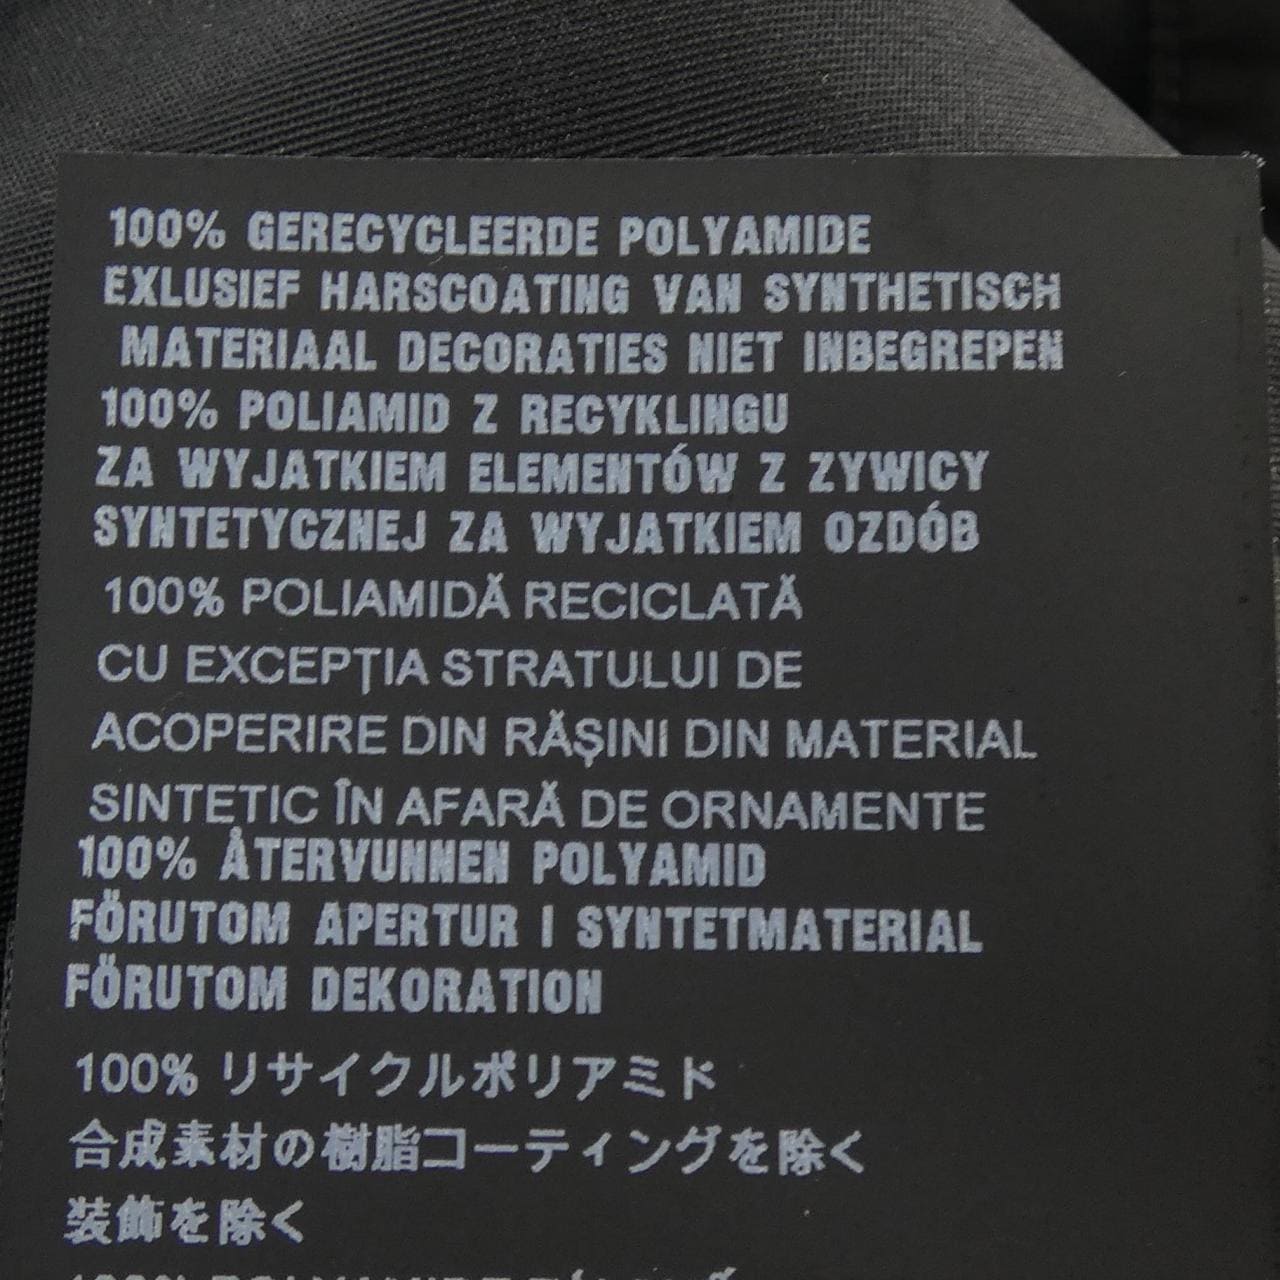 100% GERECYCLEERDE POLYAMIDE
EXLUSIEF HARSCOATING VAN SYNTHETISCH
MATERIAAL DECORATIES NIET INBEGREPEN
100% POLIAMID Z RECYKLINGU
ZA WYJATKIEM ELEMENTÓW Z ZYWICY
SYNTETYCZNEJ ZA WYJATKIEM OZDÓB
100% POLIAMIDĂ RECICLATĂ
CU EXCEPȚIA STRATULUI DE
ACOPERIRE DIN RĂȘINI DIN MATERIAL
SINTETIC ÎN AFARĂ DE ORNAMENTE
100% ÅTERVUNNEN POLYAMID
FÖRUTOM APERTUR I SYNTETMATERIAL
FÖRUTOM DEKORATION
100% リサイクルポリアミド
合成素材の樹脂コーティングを除く
装飾を除く
100%